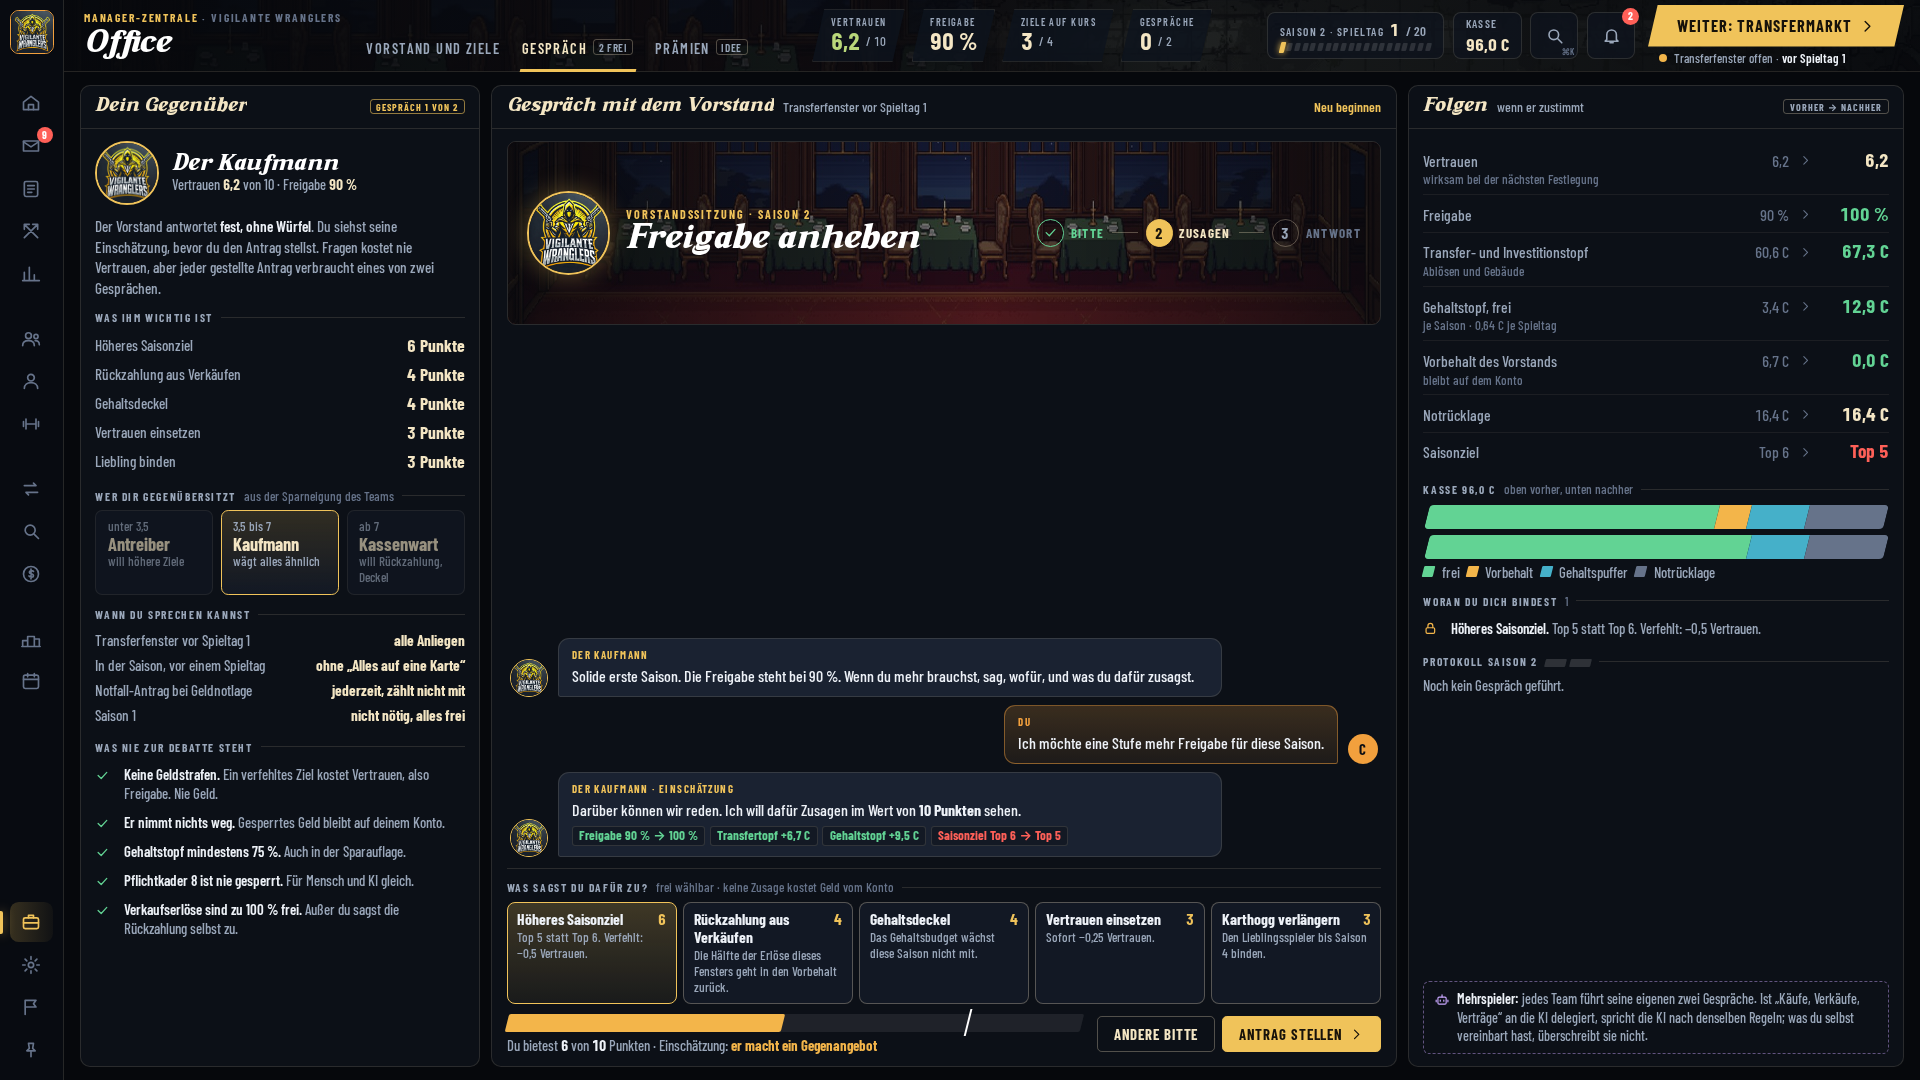 MANAGER-ZENTRALE · VIGILANTE WRANGLERS
Office
VORSTAND UND ZIELE
GESPRÄCH 2 FREI
PRÄMIEN IDEE
VERTRAUEN
6,2 / 10
FREIGABE
90 %
ZIELE AUF KURS
3 / 4
GESPRÄCHE
0 / 2
SAISON 2 · SPIELTAG 1 / 20
KASSE
96,0 C
⌘K
2
WEITER: TRANSFERMARKT
Transferfenster offen · vor Spieltag 1
9
Dein Gegenüber
GESPRÄCH 1 VON 2
VIGILANTE WRANGLERS
Der Kaufmann
Vertrauen 6,2 von 10 · Freigabe 90 %
Der Vorstand antwortet fest, ohne Würfel. Du siehst seine
Einschätzung, bevor du den Antrag stellst. Fragen kostet nie
Vertrauen, aber jeder gestellte Antrag verbraucht eines von zwei
Gesprächen.
WAS IHM WICHTIG IST
Höheres Saisonziel 6 Punkte
Rückzahlung aus Verkäufen 4 Punkte
Gehaltsdeckel 4 Punkte
Vertrauen einsetzen 3 Punkte
Liebling binden 3 Punkte
WER DIR GEGENÜBERSITZT aus der Sparneigung des Teams
unter 3,5
Antreiber
will höhere Ziele
3,5 bis 7
Kaufmann
wägt alles ähnlich
ab 7
Kassenwart
will Rückzahlung,
Deckel
WANN DU SPRECHEN KANNST
Transferfenster vor Spieltag 1 alle Anliegen
In der Saison, vor einem Spieltag ohne „Alles auf eine Karte“
Notfall-Antrag bei Geldnotlage jederzeit, zählt nicht mit
Saison 1 nicht nötig, alles frei
WAS NIE ZUR DEBATTE STEHT
Keine Geldstrafen. Ein verfehltes Ziel kostet Vertrauen, also
Freigabe. Nie Geld.
Er nimmt nichts weg. Gesperrtes Geld bleibt auf deinem Konto.
Gehaltstopf mindestens 75 %. Auch in der Sparauflage.
Pflichtkader 8 ist nie gesperrt. Für Mensch und KI gleich.
Verkaufserlöse sind zu 100 % frei. Außer du sagst die
Rückzahlung selbst zu.
Gespräch mit dem Vorstand Transferfenster vor Spieltag 1
Neu beginnen
VIGILANTE WRANGLERS
VORSTANDSSITZUNG · SAISON 2
Freigabe anheben
BITTE
2 ZUSAGEN
3 ANTWORT
DER KAUFMANN
Solide erste Saison. Die Freigabe steht bei 90 %. Wenn du mehr brauchst, sag, wofür, und was du dafür zusagst.
DU
Ich möchte eine Stufe mehr Freigabe für diese Saison.
C
DER KAUFMANN · EINSCHÄTZUNG
Darüber können wir reden. Ich will dafür Zusagen im Wert von 10 Punkten sehen.
Freigabe 90 % → 100 %
Transfertopf +6,7 C
Gehaltstopf +9,5 C
Saisonziel Top 6 → Top 5
WAS SAGST DU DAFÜR ZU? frei wählbar · keine Zusage kostet Geld vom Konto
Höheres Saisonziel 6
Top 5 statt Top 6. Verfehlt:
−0,5 Vertrauen.
Rückzahlung aus 4
Verkäufen
Die Hälfte der Erlöse dieses
Fensters geht in den Vorbehalt
zurück.
Gehaltsdeckel 4
Das Gehaltsbudget wächst
diese Saison nicht mit.
Vertrauen einsetzen 3
Sofort −0,25 Vertrauen.
Karthogg verlängern 3
Den Lieblingsspieler bis Saison
4 binden.
Du bietest 6 von 10 Punkten · Einschätzung: er macht ein Gegenangebot
ANDERE BITTE
ANTRAG STELLEN
Folgen wenn er zustimmt
VORHER → NACHHER
Vertrauen 6,2 6,2
wirksam bei der nächsten Festlegung
Freigabe 90 % 100 %
Transfer- und Investitionstopf 60,6 C 67,3 C
Ablösen und Gebäude
Gehaltstopf, frei 3,4 C 12,9 C
je Saison · 0,64 C je Spieltag
Vorbehalt des Vorstands 6,7 C 0,0 C
bleibt auf dem Konto
Notrücklage 16,4 C 16,4 C
Saisonziel Top 6 Top 5
KASSE 96,0 C oben vorher, unten nachher
frei Vorbehalt Gehaltspuffer Notrücklage
WORAN DU DICH BINDEST 1
Höheres Saisonziel. Top 5 statt Top 6. Verfehlt: −0,5 Vertrauen.
PROTOKOLL SAISON 2
Noch kein Gespräch geführt.
Mehrspieler: jedes Team führt seine eigenen zwei Gespräche. Ist „Käufe, Verkäufe,
Verträge“ an die KI delegiert, spricht die KI nach denselben Regeln; was du selbst
vereinbart hast, überschreibt sie nicht.